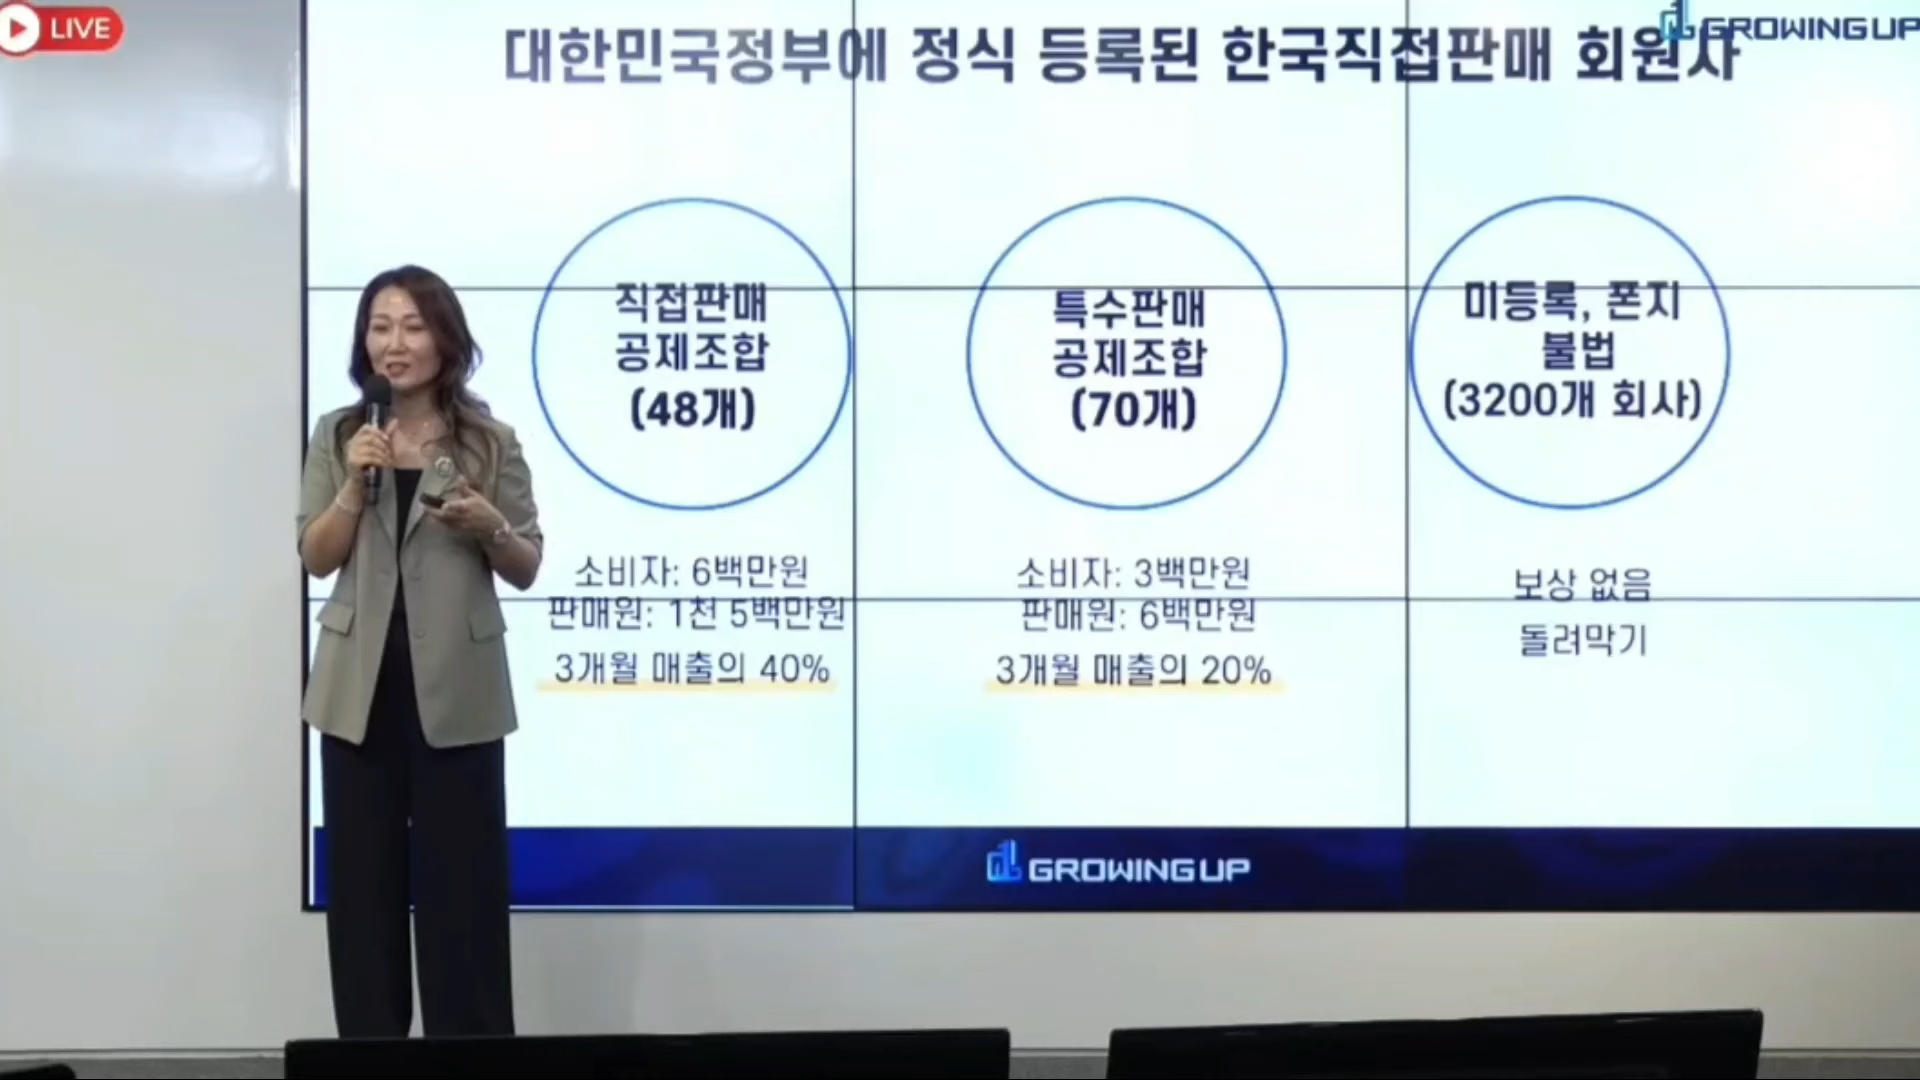 LIVE
GROWING UP
대한민국정부에 정식 등록된 한국직접판매 회원사
직접판매
공제조합
(48개)
소비자: 6백만원
판매원: 1천 5백만원
3개월 매출의 40%
특수판매
공제조합
(70개)
소비자: 3백만원
판매원: 6백만원
3개월 매출의 20%
미등록, 폰지
불법
(3200개 회사)
보상 없음
돌려막기
GROWING UP